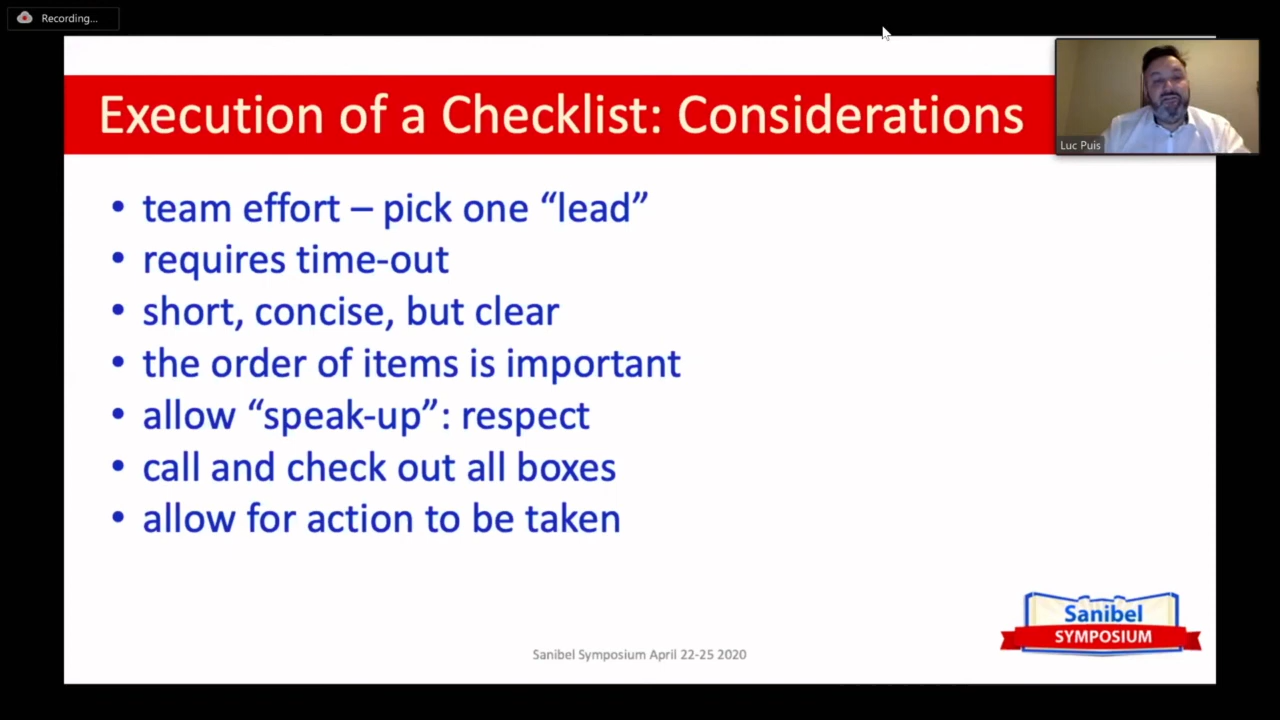 Recording...
Execution of a Checklist: Considerations
Luc Puis
• team effort – pick one “lead”
• requires time-out
• short, concise, but clear
• the order of items is important
• allow “speak-up”: respect
• call and check out all boxes
• allow for action to be taken
Sanibel
SYMPOSIUM
Sanibel Symposium April 22-25 2020